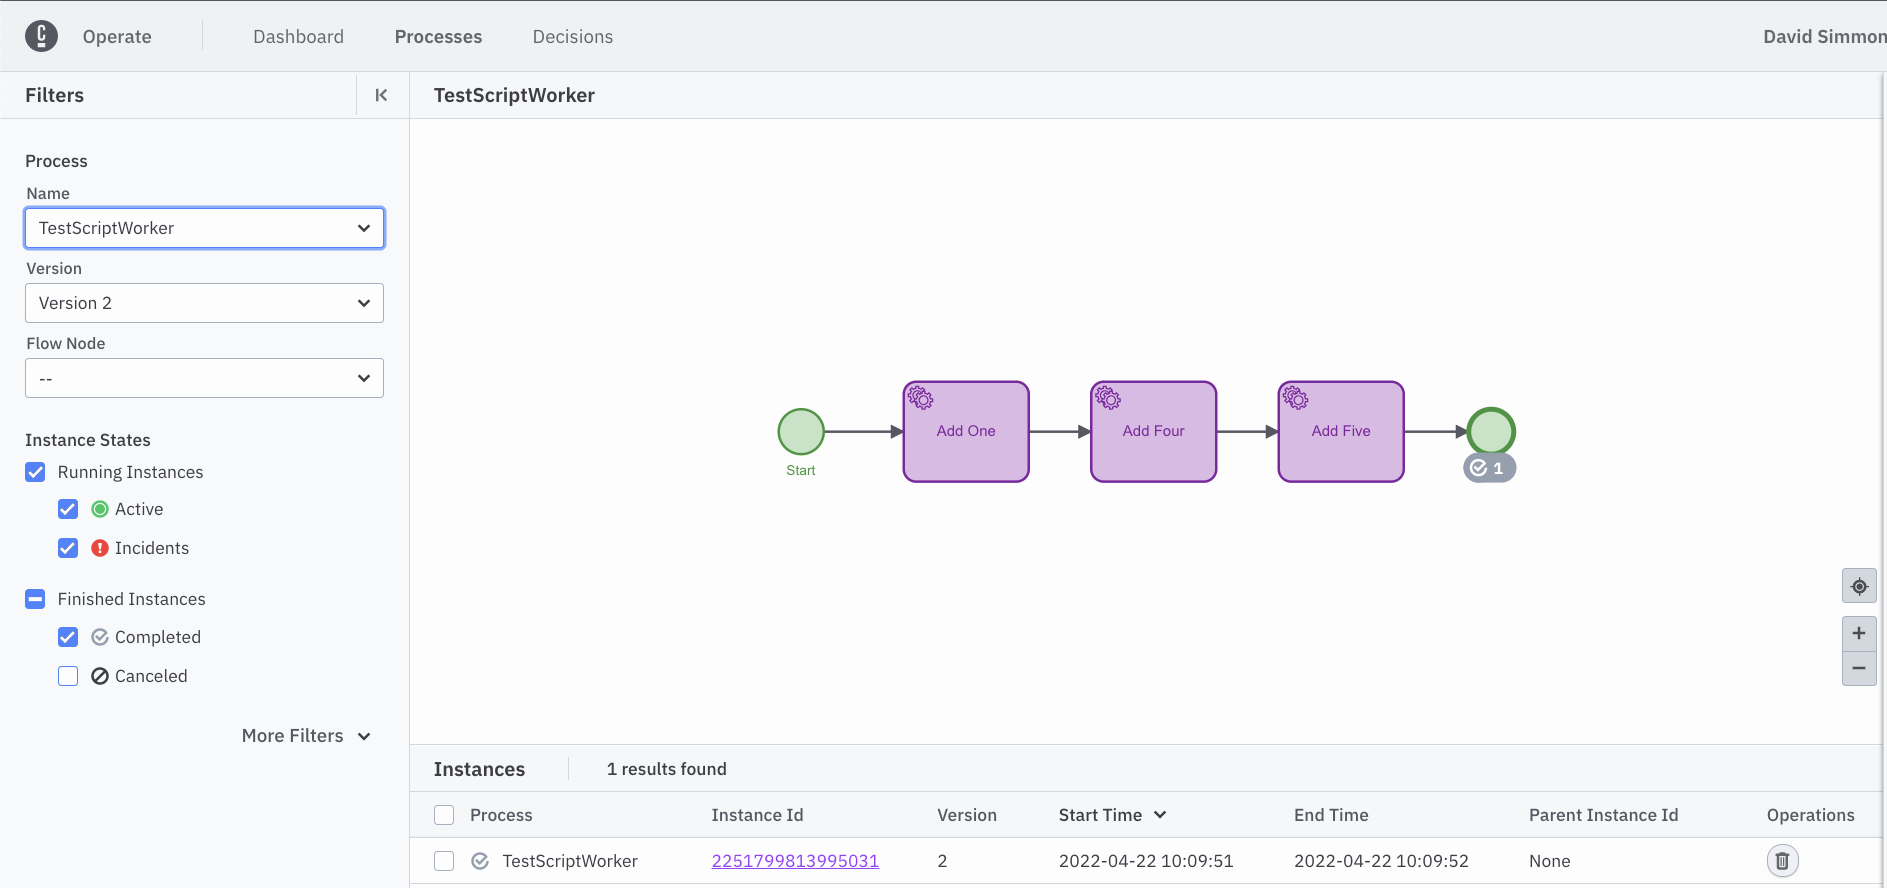 Operate Dashboard Processes Decisions David Simmon
Filters
TestScriptWorker
Process
Name
TestScriptWorker
Version
Version 2
Flow Node
--
Instance States
Running Instances
Active
Incidents
Finished Instances
Completed
Canceled
More Filters
Start
Add One
Add Four
Add Five
1
+
−
Instances 1 results found
Process Instance Id Version Start Time End Time Parent Instance Id Operations
TestScriptWorker 2251799813995031 2 2022-04-22 10:09:51 2022-04-22 10:09:52 None